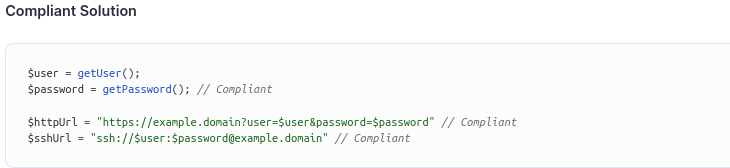 Compliant Solution
$user = getUser();
$password = getPassword(); // Compliant
$httpUrl = "https://example.domain?user=$user&password=$password" // Compliant
$sshUrl = "ssh://$user:$password@example.domain" // Compliant